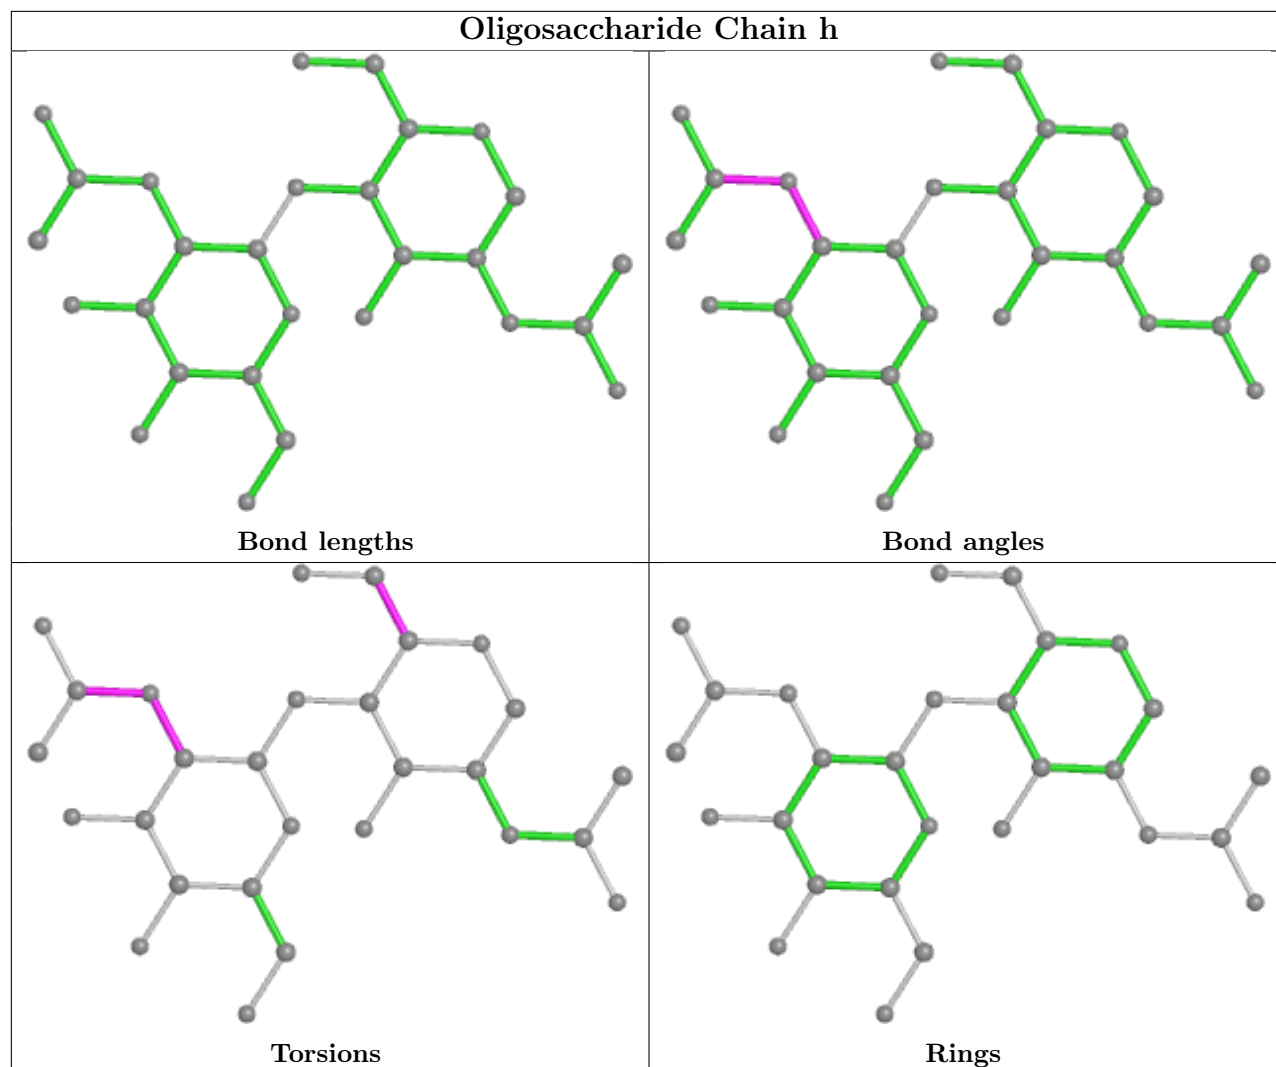 Oligosaccharide Chain h
Bond lengths
Bond angles
Torsions
Rings